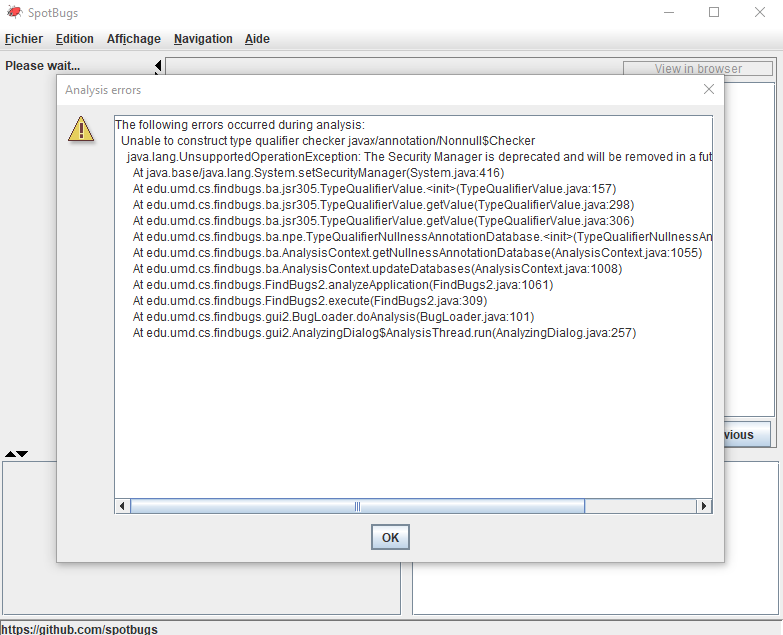 SpotBugs
Fichier Edition Affichage Navigation Aide
Please wait...
View in browser
Analysis errors
The following errors occurred during analysis:
Unable to construct type qualifier checker javax/annotation/Nonnull$Checker
java.lang.UnsupportedOperationException: The Security Manager is deprecated and will be removed in a fut
At java.base/java.lang.System.setSecurityManager(System.java:416)
At edu.umd.cs.findbugs.ba.jsr305.TypeQualifierValue.<init>(TypeQualifierValue.java:157)
At edu.umd.cs.findbugs.ba.jsr305.TypeQualifierValue.getValue(TypeQualifierValue.java:298)
At edu.umd.cs.findbugs.ba.jsr305.TypeQualifierValue.getValue(TypeQualifierValue.java:306)
At edu.umd.cs.findbugs.ba.npe.TypeQualifierNullnessAnnotationDatabase.<init>(TypeQualifierNullnessAn
At edu.umd.cs.findbugs.ba.AnalysisContext.getNullnessAnnotationDatabase(AnalysisContext.java:1055)
At edu.umd.cs.findbugs.ba.AnalysisContext.updateDatabases(AnalysisContext.java:1008)
At edu.umd.cs.findbugs.FindBugs2.analyzeApplication(FindBugs2.java:1061)
At edu.umd.cs.findbugs.FindBugs2.execute(FindBugs2.java:309)
At edu.umd.cs.findbugs.gui2.BugLoader.doAnalysis(BugLoader.java:101)
At edu.umd.cs.findbugs.gui2.AnalyzingDialog$AnalysisThread.run(AnalyzingDialog.java:257)
vious
OK
https://github.com/spotbugs